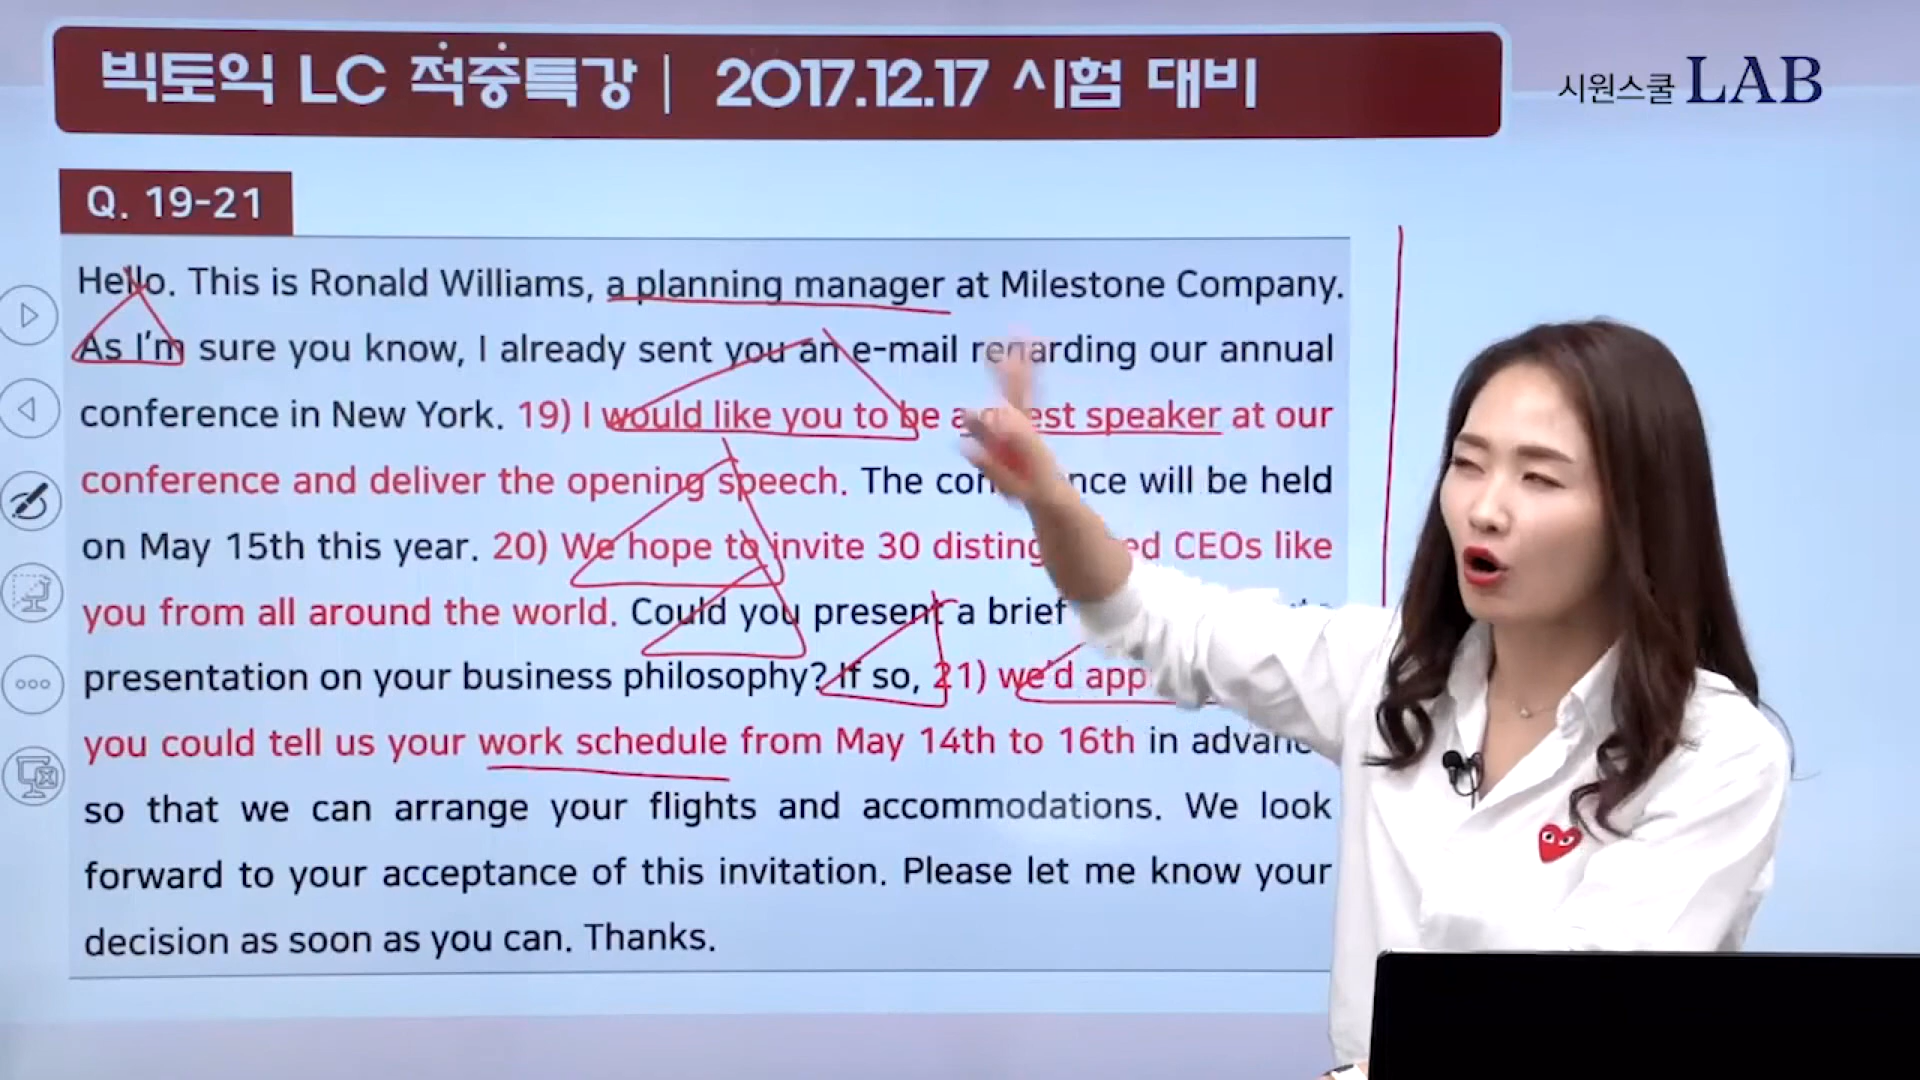 빅토익 LC 적중특강 | 2017.12.17 시험 대비
시원스쿨 LAB
Q. 19-21
Hello. This is Ronald Williams, a planning manager at Milestone Company.
As I'm sure you know, I already sent you an e-mail regarding our annual
conference in New York. 19) I would like you to be a guest speaker at our
conference and deliver the opening speech. The conference will be held
on May 15th this year. 20) We hope to invite 30 distinguished CEOs like
you from all around the world. Could you present a brief
presentation on your business philosophy? If so, 21) we'd app
you could tell us your work schedule from May 14th to 16th in advance
so that we can arrange your flights and accommodations. We look
forward to your acceptance of this invitation. Please let me know your
decision as soon as you can. Thanks.